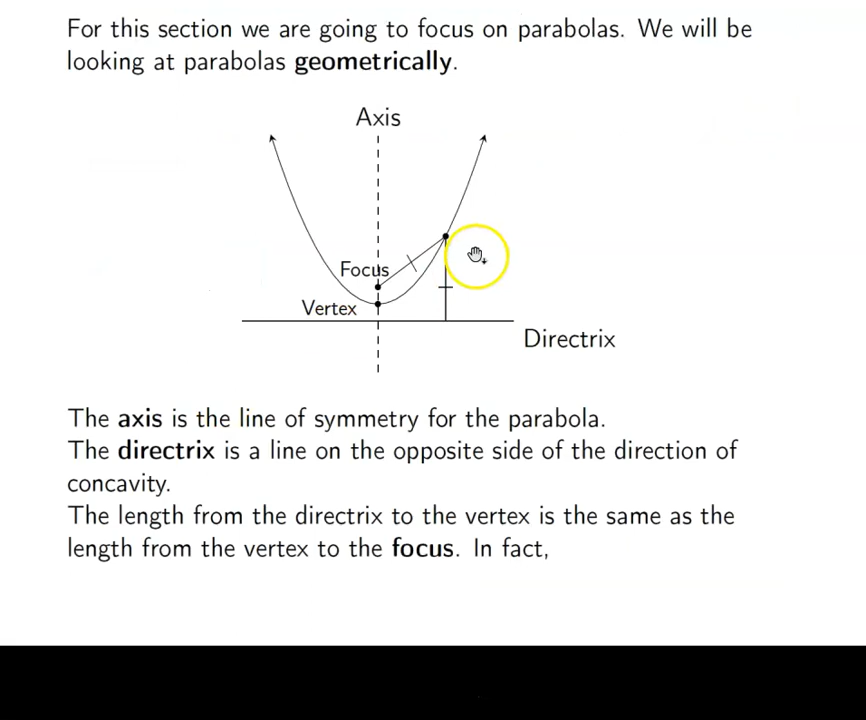 For this section we are going to focus on parabolas. We will be
looking at parabolas geometrically.
Axis
Focus
Vertex
Directrix
The axis is the line of symmetry for the parabola.
The directrix is a line on the opposite side of the direction of
concavity.
The length from the directrix to the vertex is the same as the
length from the vertex to the focus. In fact,